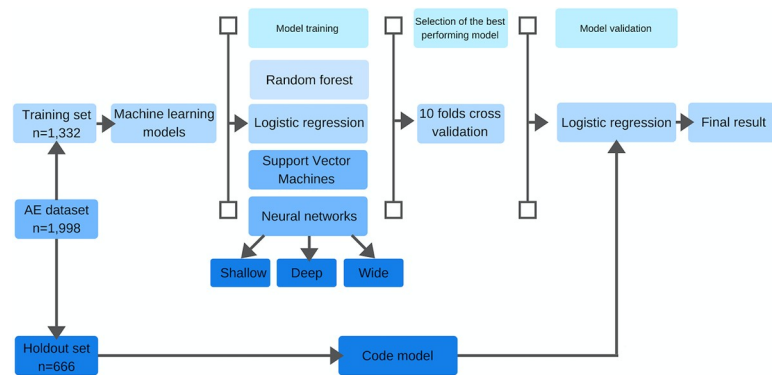 Model training
Selection of the best
performing model
Model validation
Random forest
Training set
n=1,332
Machine learning
models
Logistic regression
10 folds cross
validation
Logistic regression
Final result
Support Vector
Machines
AE dataset
n=1,998
Neural networks
Shallow
Deep
Wide
Holdout set
n=666
Code model